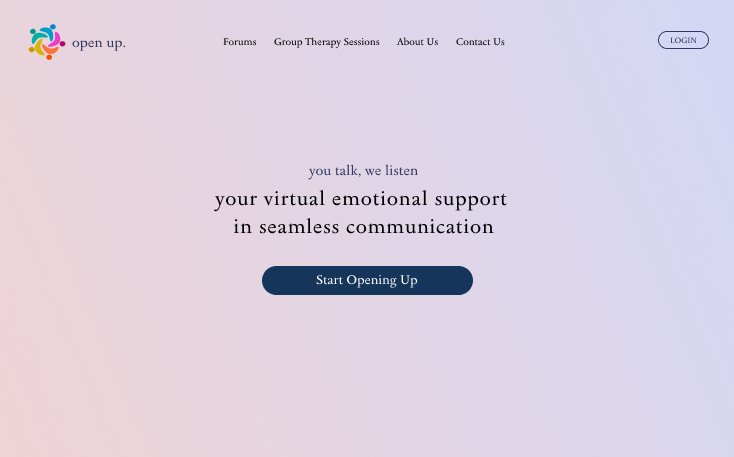 open up.
Forums Group Therapy Sessions About Us Contact Us
LOGIN
you talk, we listen
your virtual emotional support
in seamless communication
Start Opening Up